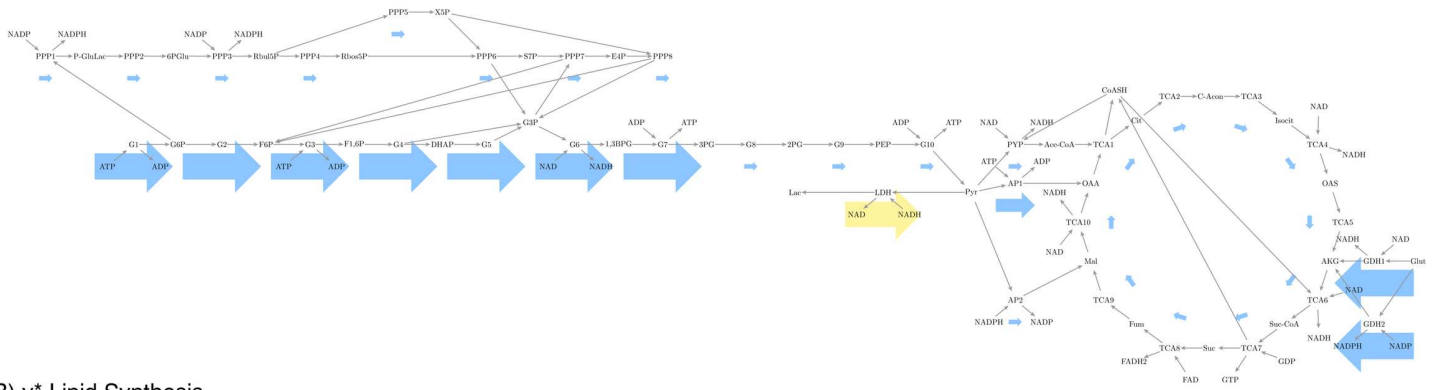 PPP5 X5P
NADP NADPH NADP NADPH
PPP1 P-GluLac PPP2 6PGlu PPP3 Rbul5P PPP4 Rbos5P PPP6 S7P PPP7 E4P PPP8
CoASH
TCA2 C-Acon TCA3
NAD
G3P ADP ATP ADP ATP NAD NADH Cit Isocit
G1 G6P G2 F6P G3 F1,6P G4 DHAP G5 G6 1,3BPG G7 3PG G8 2PG G9 PEP G10 PYP Ace-CoA TCA1 TCA4
NADH
ATP ADP ATP ADP NAD NADH ATP ADP
Lac LDH Pyr AP1 OAA OAS
NADH
NAD NADH TCA10 TCA5
NADH NAD
NAD
Mal AKG GDH1 Glut
NAD
AP2 TCA9 TCA6
NADPH NADP Fum Suc-CoA GDH2
NADH NADPH NADP
TCA8 Suc TCA7
FADH2 GDP
FAD GTP